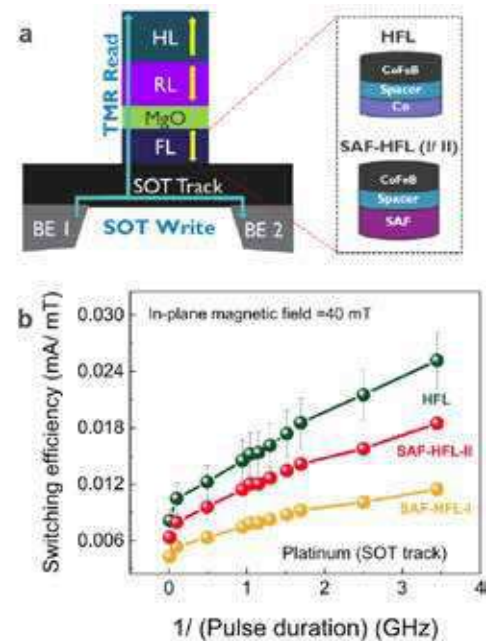 a
HL
RL
MgO
FL
TMR Read
SOT Track
BE 1
SOT Write
BE 2
HFL
CoFeB
Spacer
Co
SAF-HFL (I/ II)
CoFeB
Spacer
SAF
b
In-plane magnetic field =40 mT
Switching efficiency (mA/ mT)
0.030
0.024
0.018
0.012
0.006
HFL
SAF-HFL-II
SAF-HFL-I
Platinum (SOT track)
0 1 2 3 4
1/ (Pulse duration) (GHz)